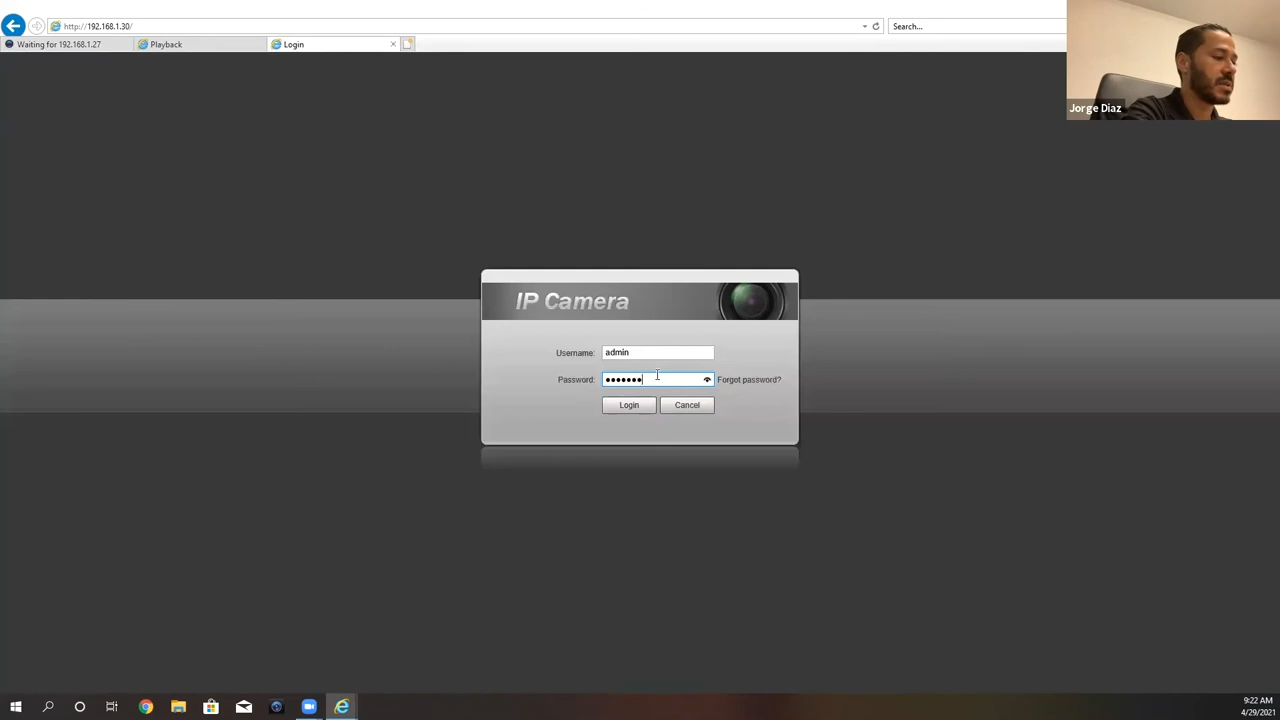 http://192.168.1.30/
Search...
Waiting for 192.168.1.27
Playback
Login
Jorge Diaz
IP Camera
Username:
admin
Password:
●●●●●●●
Forgot password?
Login
Cancel
9:22 AM
4/29/2021